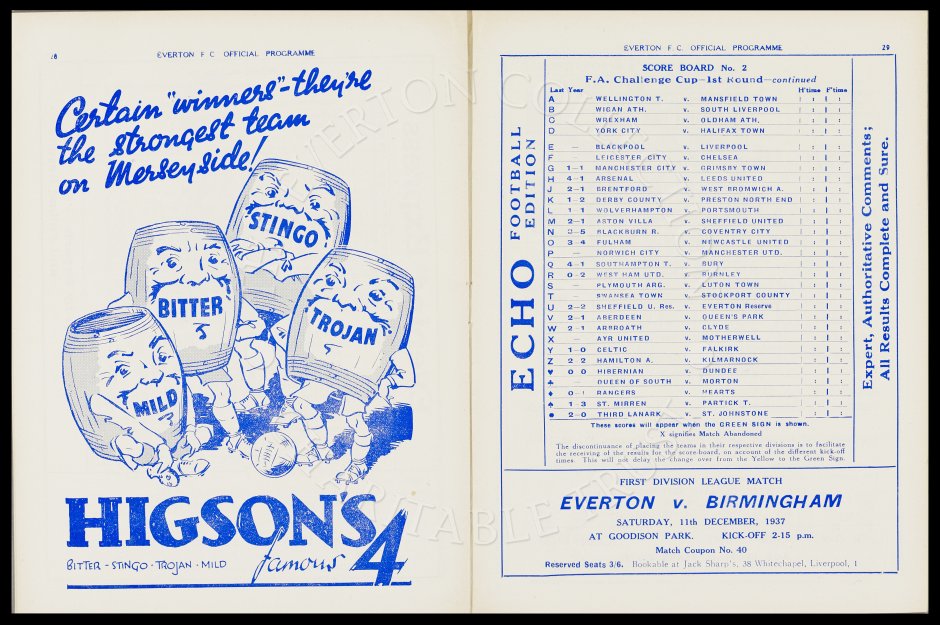 28
EVERTON F. C. OFFICIAL PROGRAMME
Certain "winners"-they're
the strongest team
on Merseyside!
STINGO
BITTER
TROJAN
MILD
HIGSON'S
famous 4
BITTER - STINGO - TROJAN - MILD
EVERTON F. C. OFFICIAL PROGRAMME 29
ECHO FOOTBALL EDITION
SCORE BOARD No. 2
F.A. Challenge Cup—1st Round—continued
Last Year H'time F'time
A WELLINGTON T. v. MANSFIELD TOWN
B WIGAN ATH. v. SOUTH LIVERPOOL
C WREXHAM v. OLDHAM ATH.
D YORK CITY v. HALIFAX TOWN
E — BLACKPOOL v. LIVERPOOL
F — LEICESTER CITY v. CHELSEA
G 1—1 MANCHESTER CITY v. GRIMSBY TOWN
H 4—1 ARSENAL v. LEEDS UNITED
J 2—1 BRENTFORD v. WEST BROMWICH A.
K 1—2 DERBY COUNTY v. PRESTON NORTH END
L 1—1 WOLVERHAMPTON v. PORTSMOUTH
M 2—1 ASTON VILLA v. SHEFFIELD UNITED
N 2—5 BLACKBURN R. v. COVENTRY CITY
O 3—4 FULHAM v. NEWCASTLE UNITED
P — NORWICH CITY v. MANCHESTER UTD.
Q 4—1 SOUTHAMPTON T. v. BURY
R 0—2 WEST HAM UTD. v. BURNLEY
S — PLYMOUTH ARG. v. LUTON TOWN
T — SWANSEA TOWN v. STOCKPORT COUNTY
U 2—2 SHEFFIELD U. Res. v. EVERTON Reserve
V 2—1 ABERDEEN v. QUEEN'S PARK
W 2—1 ARBROATH v. CLYDE
X — AYR UNITED v. MOTHERWELL
Y 1—0 CELTIC v. FALKIRK
Z 2—2 HAMILTON A. v. KILMARNOCK
♥ 0—0 HIBERNIAN v. DUNDEE
♣ — QUEEN OF SOUTH v. MORTON
♦ 0—1 RANGERS v. HEARTS
♠ 1—3 ST. MIRREN v. PARTICK T.
● 2—0 THIRD LANARK v. ST. JOHNSTONE
These scores will appear when the GREEN SIGN is shown.
X signifies Match Abandoned
The discontinuance of placing the teams in their respective divisions is to facilitate
the receiving of the results for the score-board, on account of the different kick-off
times. This will not delay the change over from the Yellow to the Green Sign.
Expert, Authoritative Comments;
All Results Complete and Sure.
FIRST DIVISION LEAGUE MATCH
EVERTON v. BIRMINGHAM
SATURDAY, 11th DECEMBER, 1937
AT GOODISON PARK. KICK-OFF 2-15 p.m.
Match Coupon No. 40
Reserved Seats 3/6. Bookable at Jack Sharp's, 38 Whitechapel, Liverpool, 1